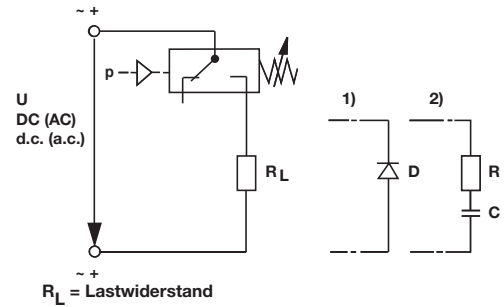 ~ +
p
U
DC (AC)
d.c. (a.c.)
1)
2)
R L
D
R
C
~ +
R L = Lastwiderstand